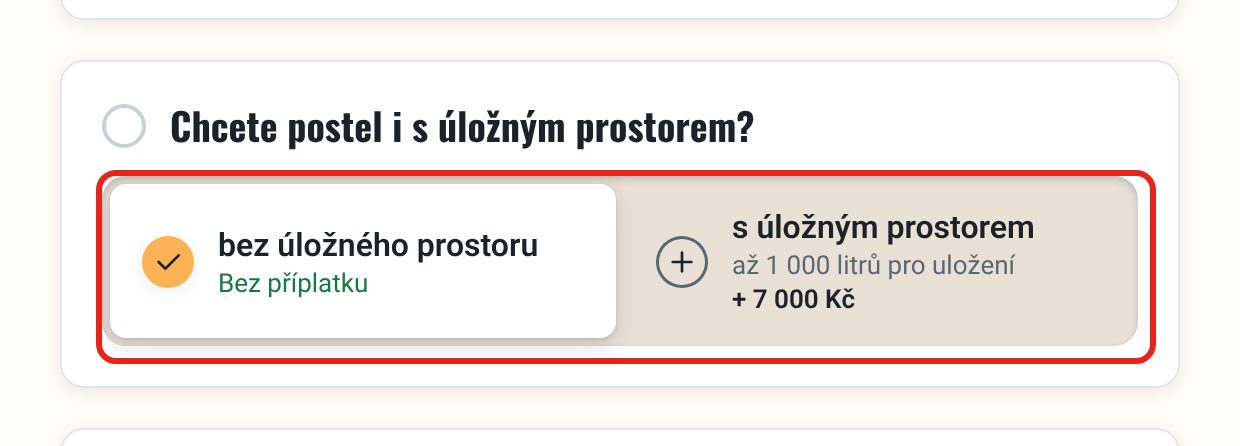 Chcete postel i s úložným prostorem?
bez úložného prostoru
Bez příplatku
s úložným prostorem
až 1 000 litrů pro uložení
+ 7 000 Kč